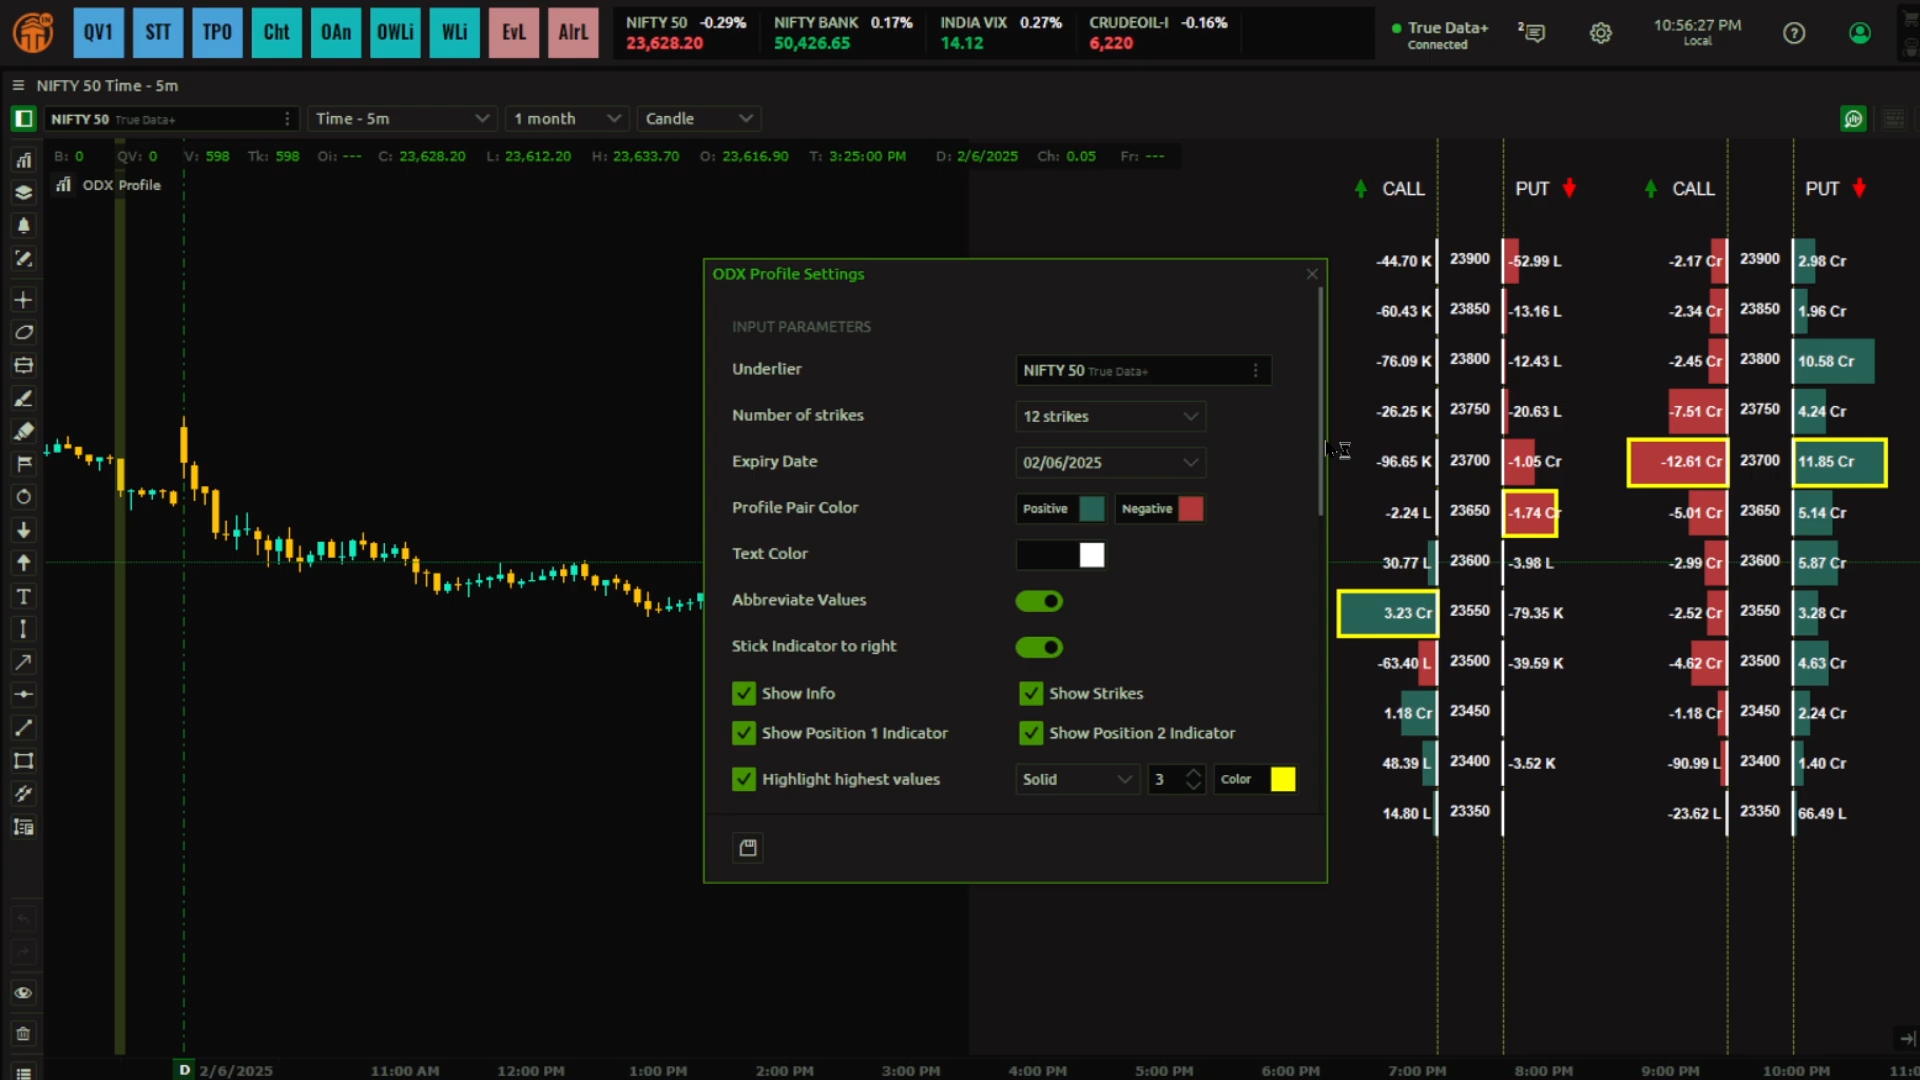 QV1 STT TPO Cht OAn OWLi WLi EvL AlrL
NIFTY 50 -0.29% NIFTY BANK 0.17% INDIA VIX 0.27% CRUDEOIL-I -0.16%
23,628.20 50,426.65 14.12 6,220
True Data+
Connected
2
10:56:27 PM
Local
NIFTY 50 Time - 5m
NIFTY 50 True Data+ Time - 5m 1 month Candle
B: 0 QV: 0 V: 598 Tk: 598 Oi: --- C: 23,628.20 L: 23,612.20 H: 23,633.70 O: 23,616.90 T: 3:25:00 PM D: 2/6/2025 Ch: 0.05 Fr: ---
ODX Profile
CALL PUT CALL PUT
-44.70 K 23900 -52.99 L -2.17 Cr 23900 2.98 Cr
-60.43 K 23850 -13.16 L -2.34 Cr 23850 1.96 Cr
-76.09 K 23800 -12.43 L -2.45 Cr 23800 10.58 Cr
-26.25 K 23750 -20.63 L -7.51 Cr 23750 4.24 Cr
-96.65 K 23700 -1.05 Cr -12.61 Cr 23700 11.85 Cr
-2.24 L 23650 -1.74 Cr -5.01 Cr 23650 5.14 Cr
30.77 L 23600 -3.98 L -2.99 Cr 23600 5.87 Cr
3.23 Cr 23550 -79.35 K -2.52 Cr 23550 3.28 Cr
-63.40 L 23500 -39.59 K -4.62 Cr 23500 4.63 Cr
1.18 Cr 23450 -1.18 Cr 23450 2.24 Cr
48.39 L 23400 -3.52 K -90.99 L 23400 1.40 Cr
14.80 L 23350 -23.62 L 23350 66.49 L
ODX Profile Settings
INPUT PARAMETERS
Underlier NIFTY 50 True Data+
Number of strikes 12 strikes
Expiry Date 02/06/2025
Profile Pair Color Positive Negative
Text Color
Abbreviate Values
Stick Indicator to right
Show Info Show Strikes
Show Position 1 Indicator Show Position 2 Indicator
Highlight highest values Solid 3 Color
D 2/6/2025 11:00 AM 12:00 PM 1:00 PM 2:00 PM 3:00 PM 4:00 PM 5:00 PM 6:00 PM 7:00 PM 8:00 PM 9:00 PM 10:00 PM 11:0